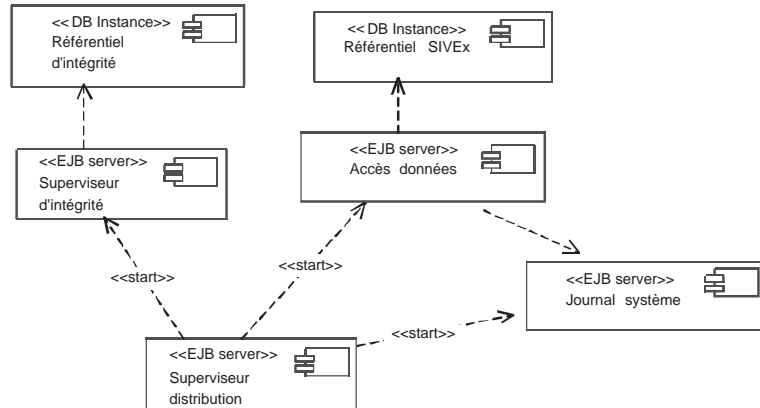 << DB Instance>>
Référentiel
d'intégrité
<< DB Instance>>
Référentiel SIVEx
<<EJB server>>
Superviseur
d'intégrité
<<EJB server>>
Accès données
<<start>>
<<start>>
<<EJB server>>
Journal système
<<start>>
<<EJB server>>
Superviseur
distribution